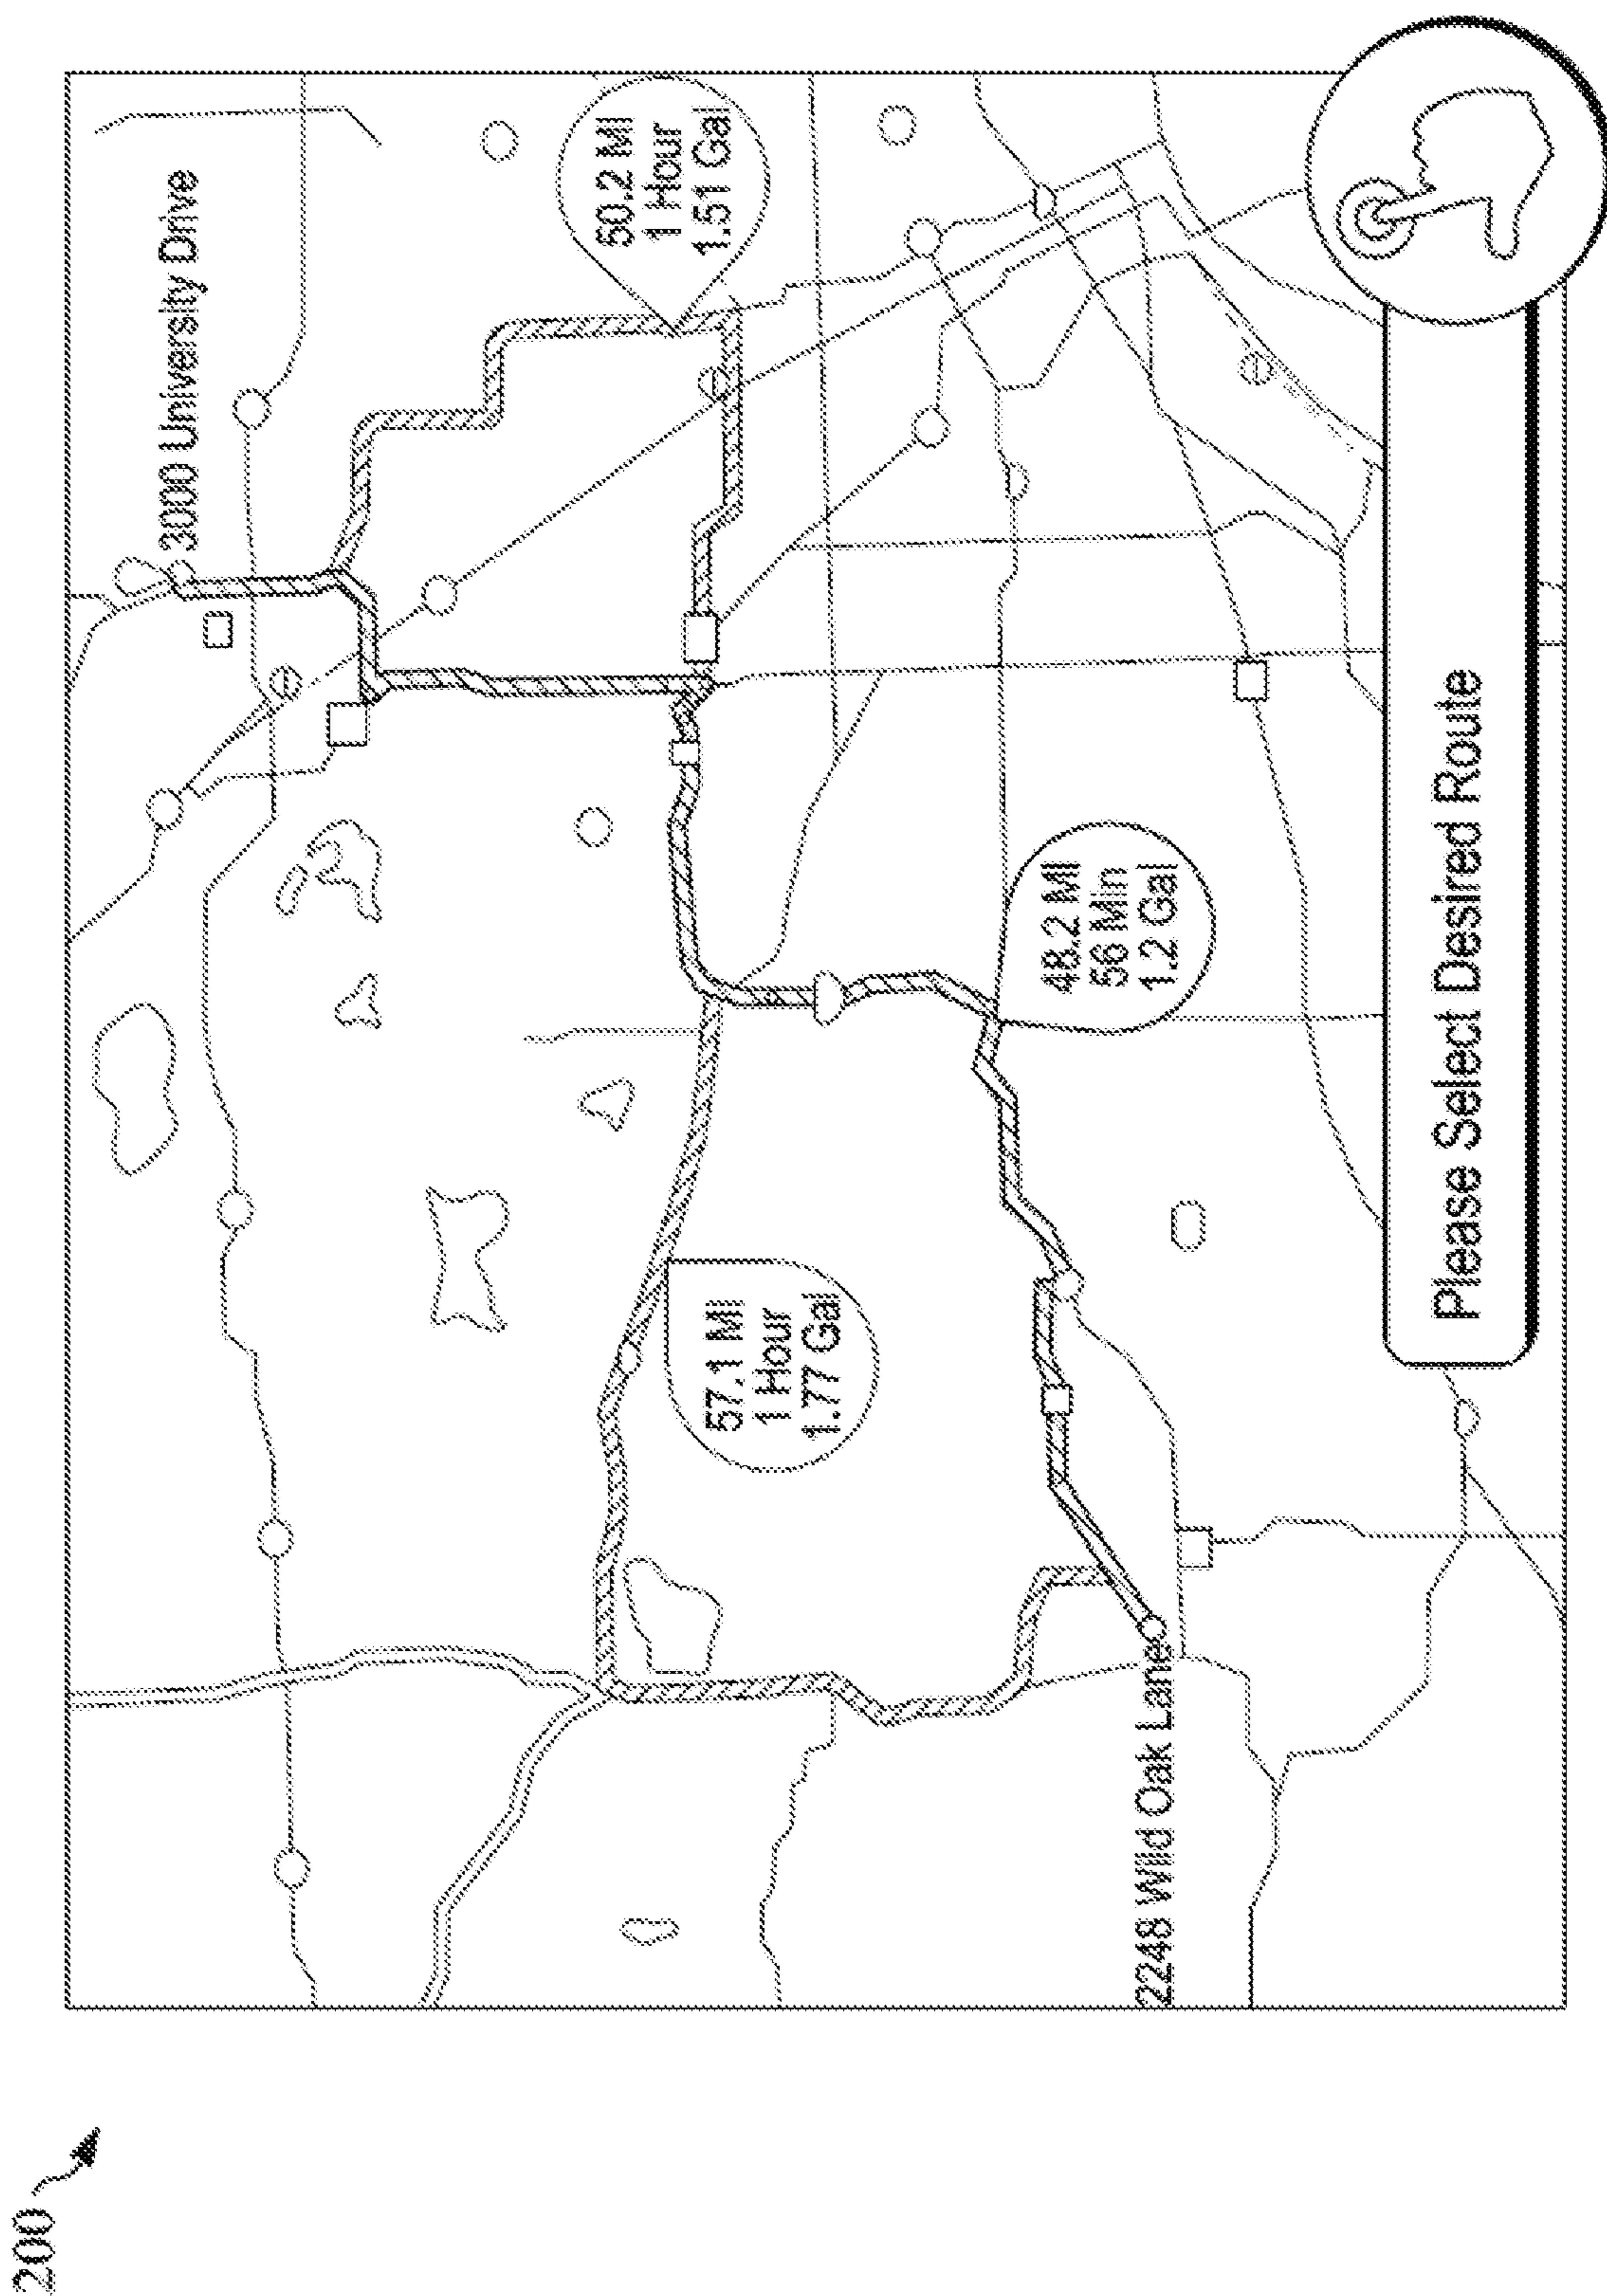 200
3000 University Drive
50.2 MI
1 Hour
1.51 Gal
48.2 MI
56 Min
1.2 Gal
57.1 MI
1 Hour
1.77 Gal
2248 Wild Oak Lane
Please Select Desired Route